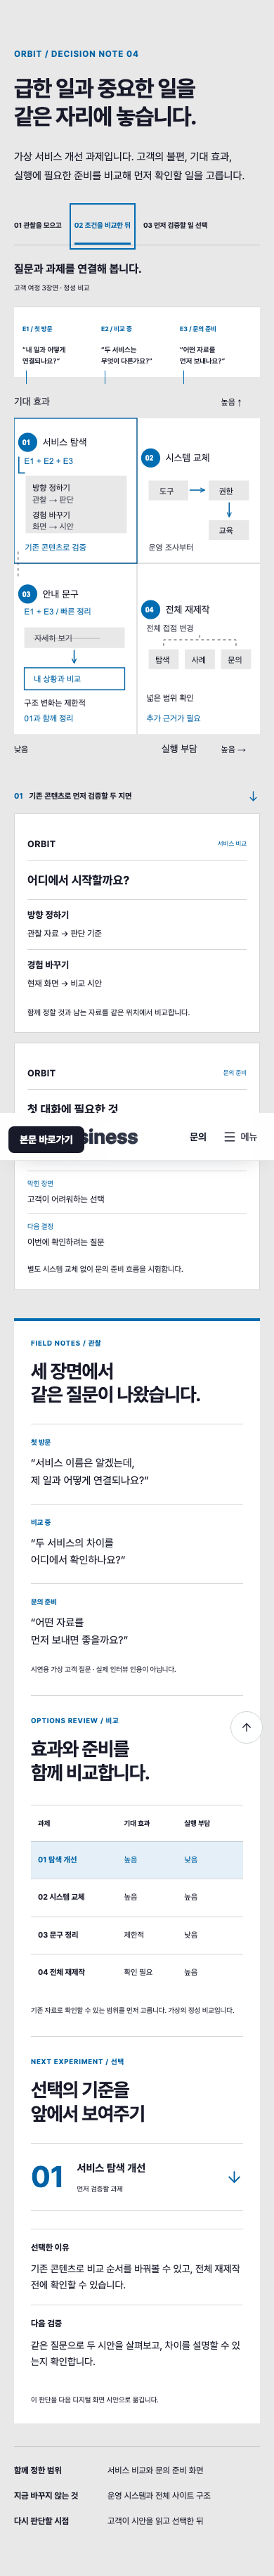 ORBIT / DECISION NOTE 04
급한 일과 중요한 일을
같은 자리에 놓습니다.
가상 서비스 개선 과제입니다. 고객의 불편, 기대 효과,
실행에 필요한 준비를 비교해 먼저 확인할 일을 고릅니다.
01 관찰을 모으고 02 조건을 비교한 뒤 03 먼저 검증할 일 선택
질문과 과제를 연결해 봅니다.
고객 여정 3장면 · 정성 비교
E1 / 첫 방문 E2 / 비교 중 E3 / 문의 준비
“내 일과 어떻게 “두 서비스는 “어떤 자료를
연결되나요?” 무엇이 다른가요?” 먼저 보내나요?”
기대 효과 높음 ↑
01 서비스 탐색
E1 + E2 + E3
방향 정하기
관찰 → 판단
경험 바꾸기
화면 → 시안
기존 콘텐츠로 검증
02 시스템 교체
도구 → 권한
교육
운영 조사부터
03 안내 문구
E1 + E3 / 빠른 정리
자세히 보기
내 상황과 비교
구조 변화는 제한적
01과 함께 정리
04 전체 재제작
전체 접점 변경
탐색 사례 문의
넓은 범위 확인
추가 근거가 필요
낮음 실행 부담 높음 →
01 기존 콘텐츠로 먼저 검증할 두 지면 ↓
ORBIT 서비스 비교
어디에서 시작할까요?
방향 정하기
관찰 자료 → 판단 기준
경험 바꾸기
현재 화면 → 비교 시안
함께 정할 것과 남는 자료를 같은 위치에서 비교합니다.
ORBIT 문의 준비
첫 대화에 필요한 것
본문 바로가기 siness 문의 메뉴
막힌 장면
고객이 어려워하는 선택
다음 결정
이번에 확인하려는 질문
별도 시스템 교체 없이 문의 준비 흐름을 시험합니다.
FIELD NOTES / 관찰
세 장면에서
같은 질문이 나왔습니다.
첫 방문
“서비스 이름은 알겠는데,
제 일과 어떻게 연결되나요?”
비교 중
“두 서비스의 차이를
어디에서 확인하나요?”
문의 준비
“어떤 자료를
먼저 보내면 좋을까요?”
시연용 가상 고객 질문 · 실제 인터뷰 인용이 아닙니다.
OPTIONS REVIEW / 비교
효과와 준비를
함께 비교합니다.
과제 기대 효과 실행 부담
01 탐색 개선 높음 낮음
02 시스템 교체 높음 높음
03 문구 정리 제한적 낮음
04 전체 재제작 확인 필요 높음
기존 자료로 확인할 수 있는 범위를 먼저 고릅니다. 가상의 정성 비교입니다.
NEXT EXPERIMENT / 선택
선택의 기준을
앞에서 보여주기
01 서비스 탐색 개선
먼저 검증할 과제
선택한 이유
기존 콘텐츠로 비교 순서를 바꿔볼 수 있고, 전체 재제작
전에 확인할 수 있습니다.
다음 검증
같은 질문으로 두 시안을 살펴보고, 차이를 설명할 수 있
는지 확인합니다.
이 판단을 다음 디지털 화면 시안으로 옮깁니다.
함께 정한 범위 서비스 비교와 문의 준비 화면
지금 바꾸지 않는 것 운영 시스템과 전체 사이트 구조
다시 판단할 시점 고객이 시안을 읽고 선택한 뒤